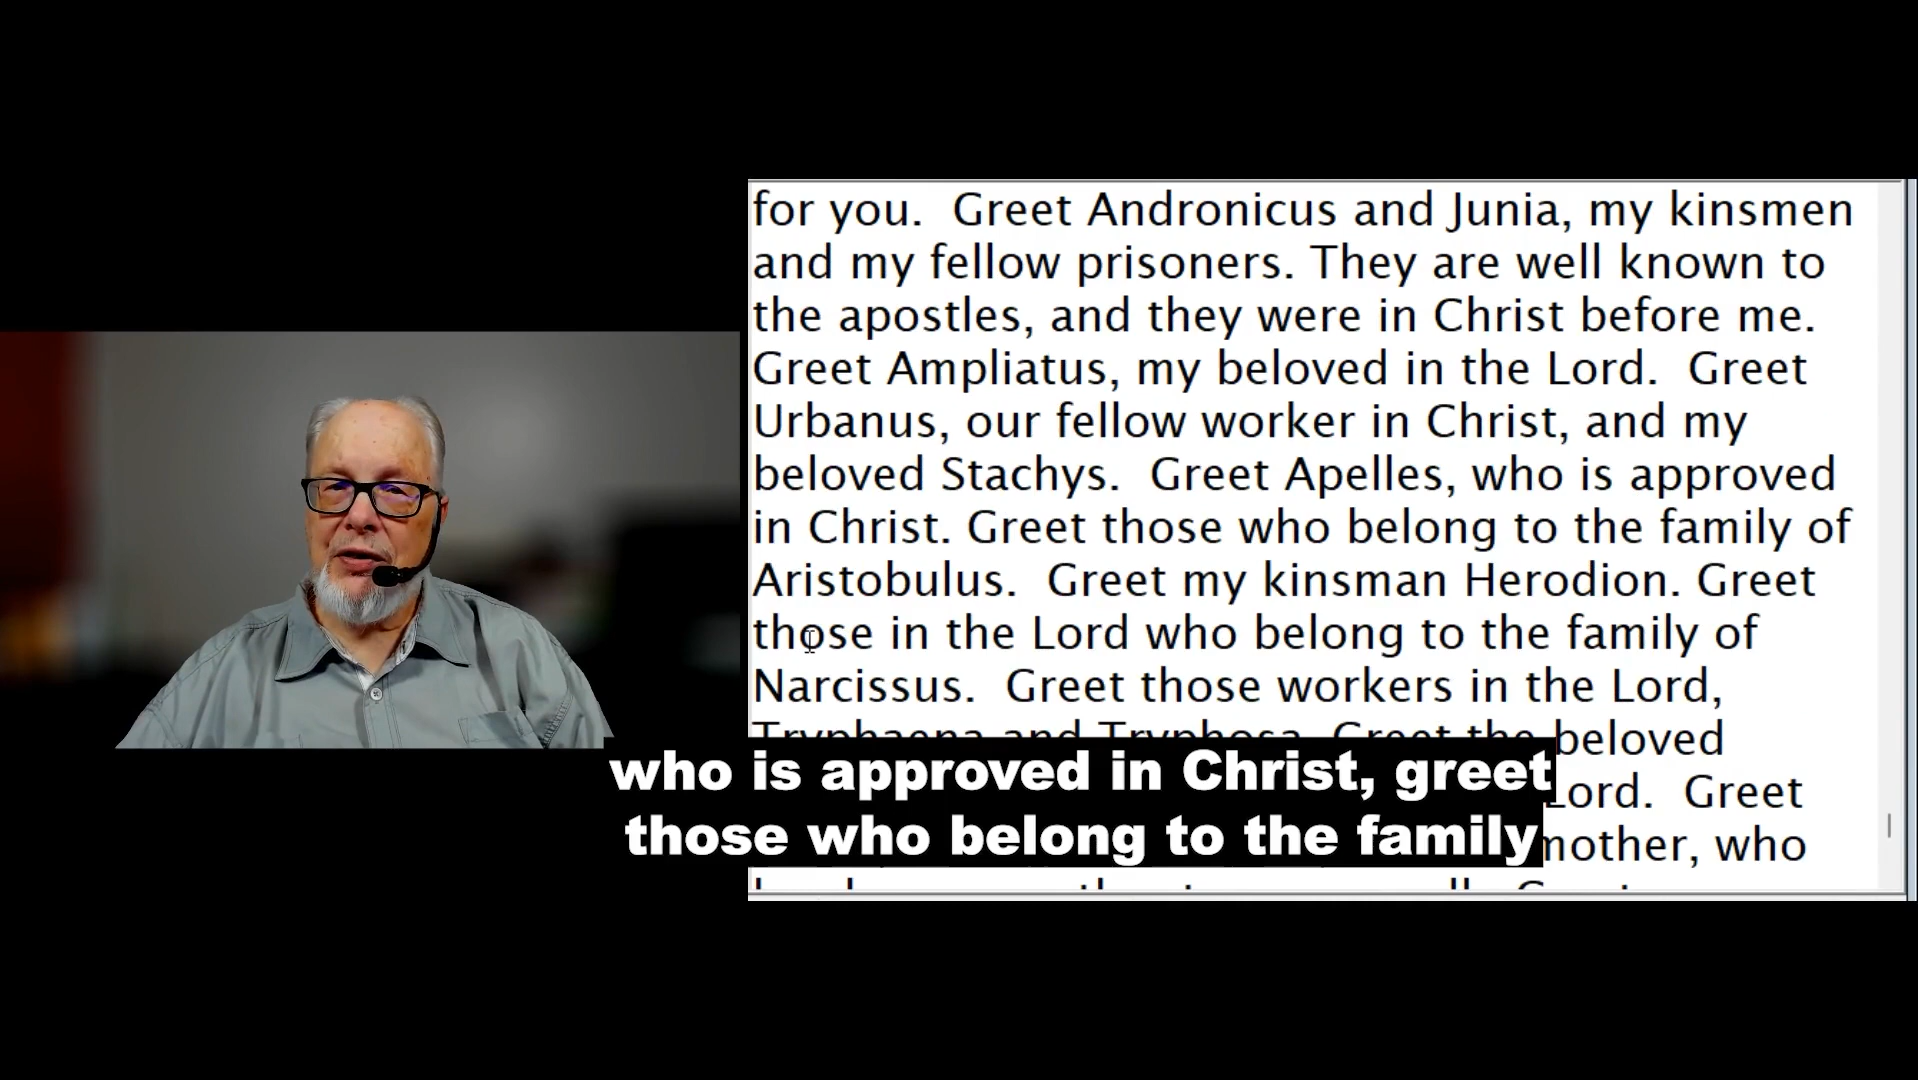 for you.  Greet Andronicus and Junia, my kinsmen
and my fellow prisoners. They are well known to
the apostles, and they were in Christ before me.
Greet Ampliatus, my beloved in the Lord.  Greet
Urbanus, our fellow worker in Christ, and my
beloved Stachys.  Greet Apelles, who is approved
in Christ. Greet those who belong to the family of
Aristobulus.  Greet my kinsman Herodion. Greet
those in the Lord who belong to the family of
Narcissus.  Greet those workers in the Lord,
Tryphaena and Tryphosa. Greet the beloved
Lord.  Greet
mother, who
who is approved in Christ, greet
those who belong to the family